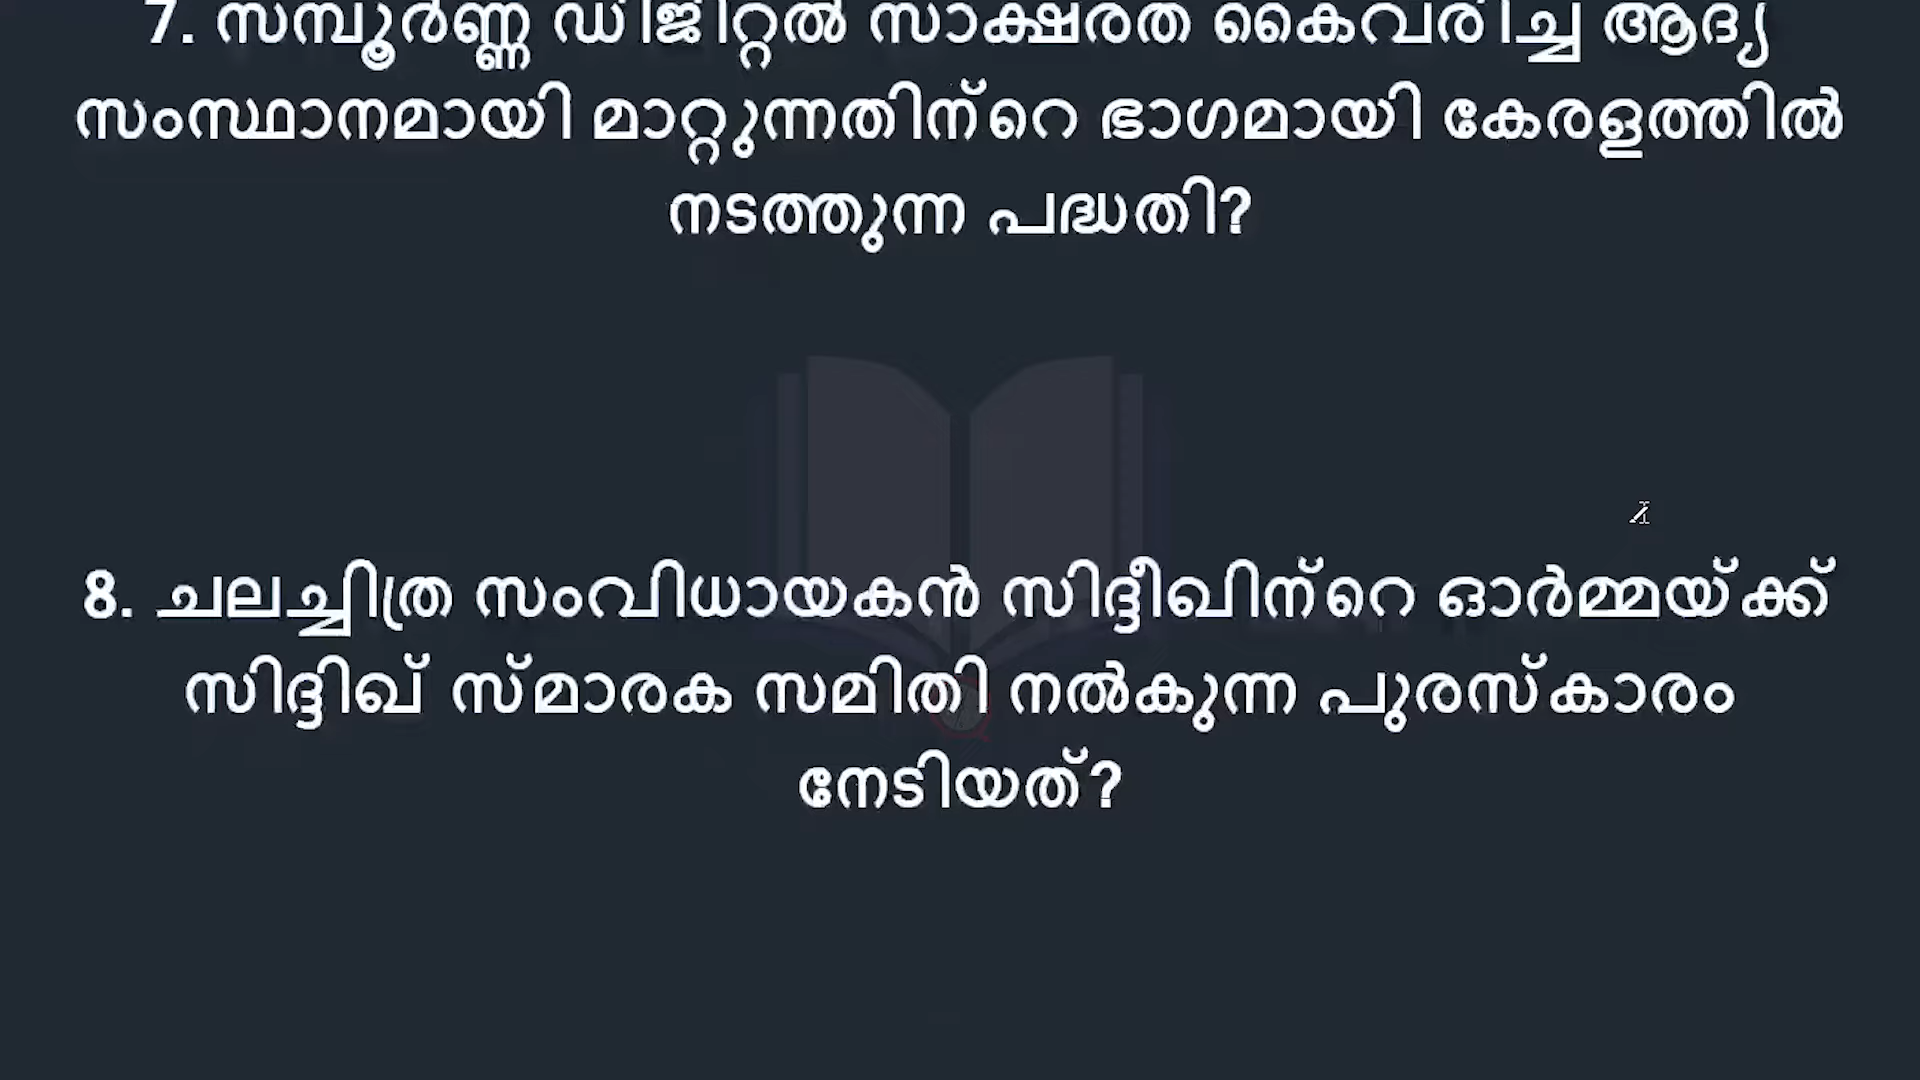 7. സമ്പൂർണ്ണ ഡിജിറ്റൽ സാക്ഷരത കൈവരിച്ച ആദ്യ
സംസ്ഥാനമായി മാറ്റുന്നതിന്റെ ഭാഗമായി കേരളത്തിൽ
നടത്തുന്ന പദ്ധതി?
8. ചലച്ചിത്ര സംവിധായകൻ സിദ്ദീഖിന്റെ ഓർമ്മയ്ക്ക്
സിദ്ദിഖ് സ്മാരക സമിതി നൽകുന്ന പുരസ്കാരം
നേടിയത്?